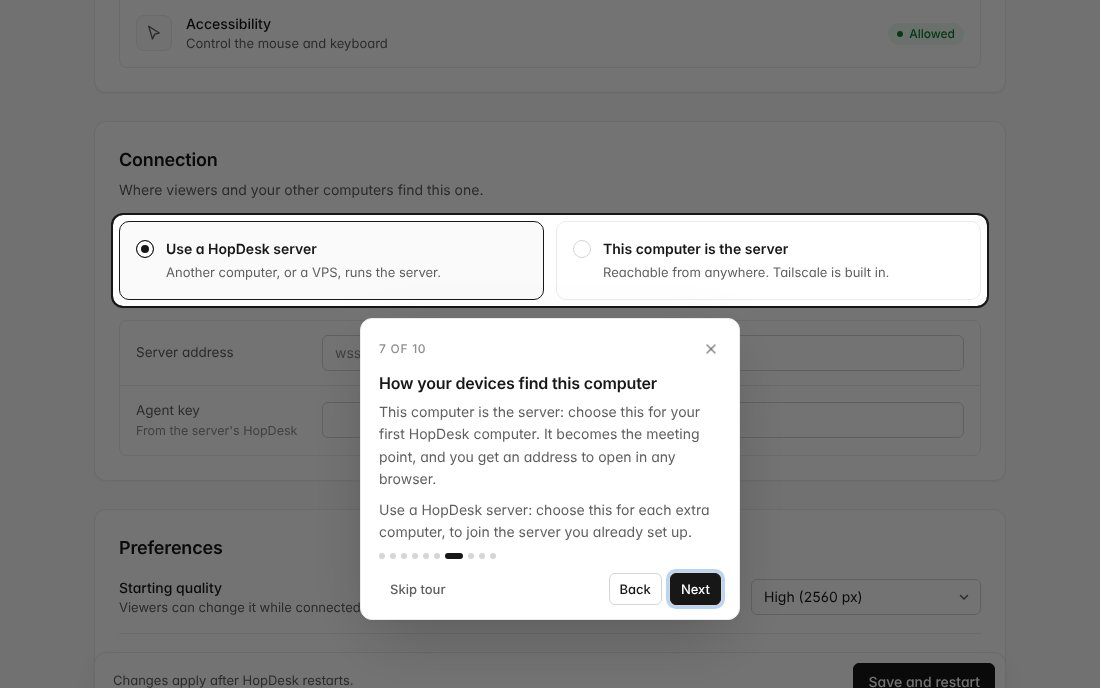 Accessibility
Control the mouse and keyboard
Allowed
Connection
Where viewers and your other computers find this one.
Use a HopDesk server
Another computer, or a VPS, runs the server.
This computer is the server
Reachable from anywhere. Tailscale is built in.
Server address
wss
Agent key
From the server's HopDesk
7 OF 10
How your devices find this computer
This computer is the server: choose this for your
first HopDesk computer. It becomes the meeting
point, and you get an address to open in any
browser.
Use a HopDesk server: choose this for each extra
computer, to join the server you already set up.
Skip tour
Back
Next
Preferences
Starting quality
Viewers can change it while connected
High (2560 px)
Changes apply after HopDesk restarts.
Save and restart